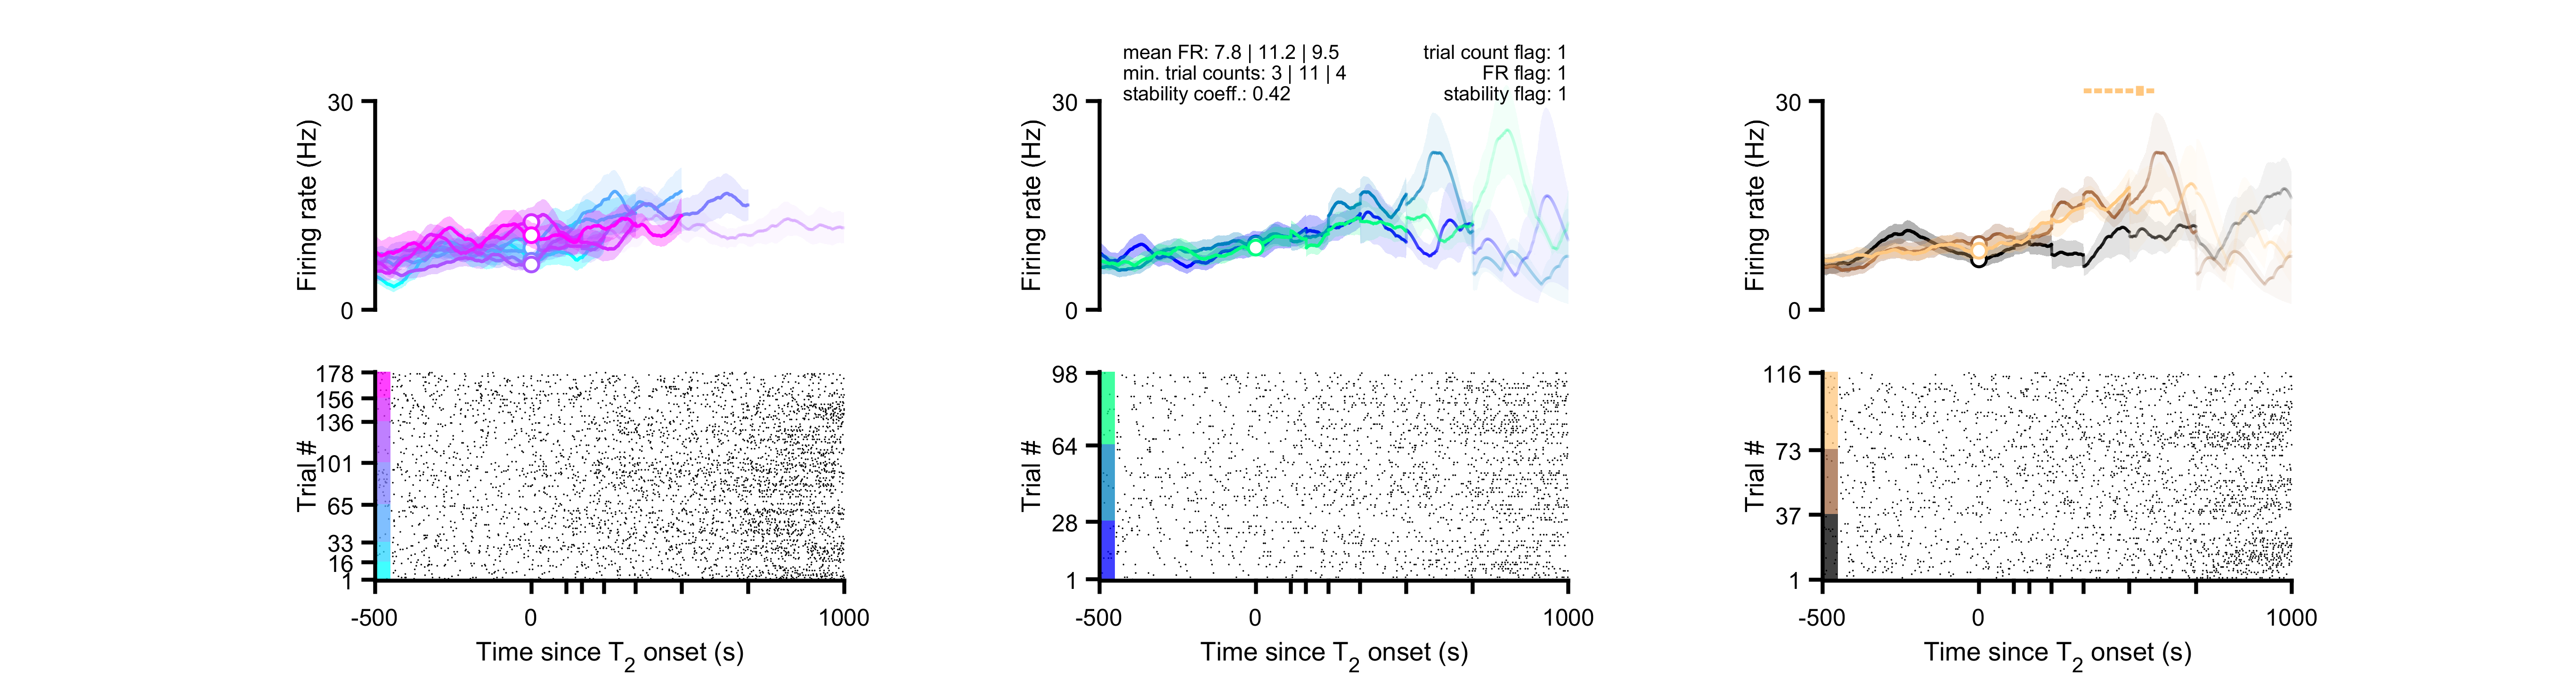 mean FR: 7.8 | 11.2 | 9.5
min. trial counts: 3 | 11 | 4
stability coeff.: 0.42
trial count flag: 1
FR flag: 1
stability flag: 1
Firing rate (Hz)
30
0
Firing rate (Hz)
30
0
Firing rate (Hz)
30
0
Trial #
178
156
136
101
65
33
16
1
-500
0
1000
Time since T2 onset (s)
Trial #
98
64
28
1
-500
0
1000
Time since T2 onset (s)
Trial #
116
73
37
1
-500
0
1000
Time since T2 onset (s)